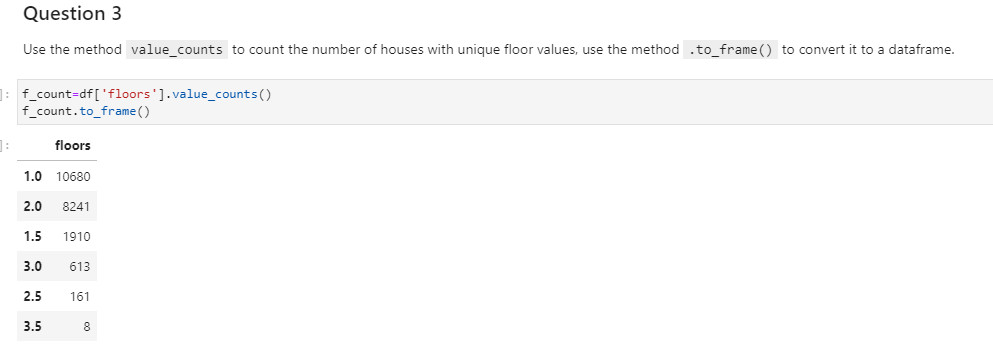 Question 3
Use the method value_counts to count the number of houses with unique floor values, use the method .to_frame() to convert it to a dataframe.
]: f_count=df['floors'].value_counts()
f_count.to_frame()
]:
floors
1.0 10680
2.0 8241
1.5 1910
3.0 613
2.5 161
3.5 8